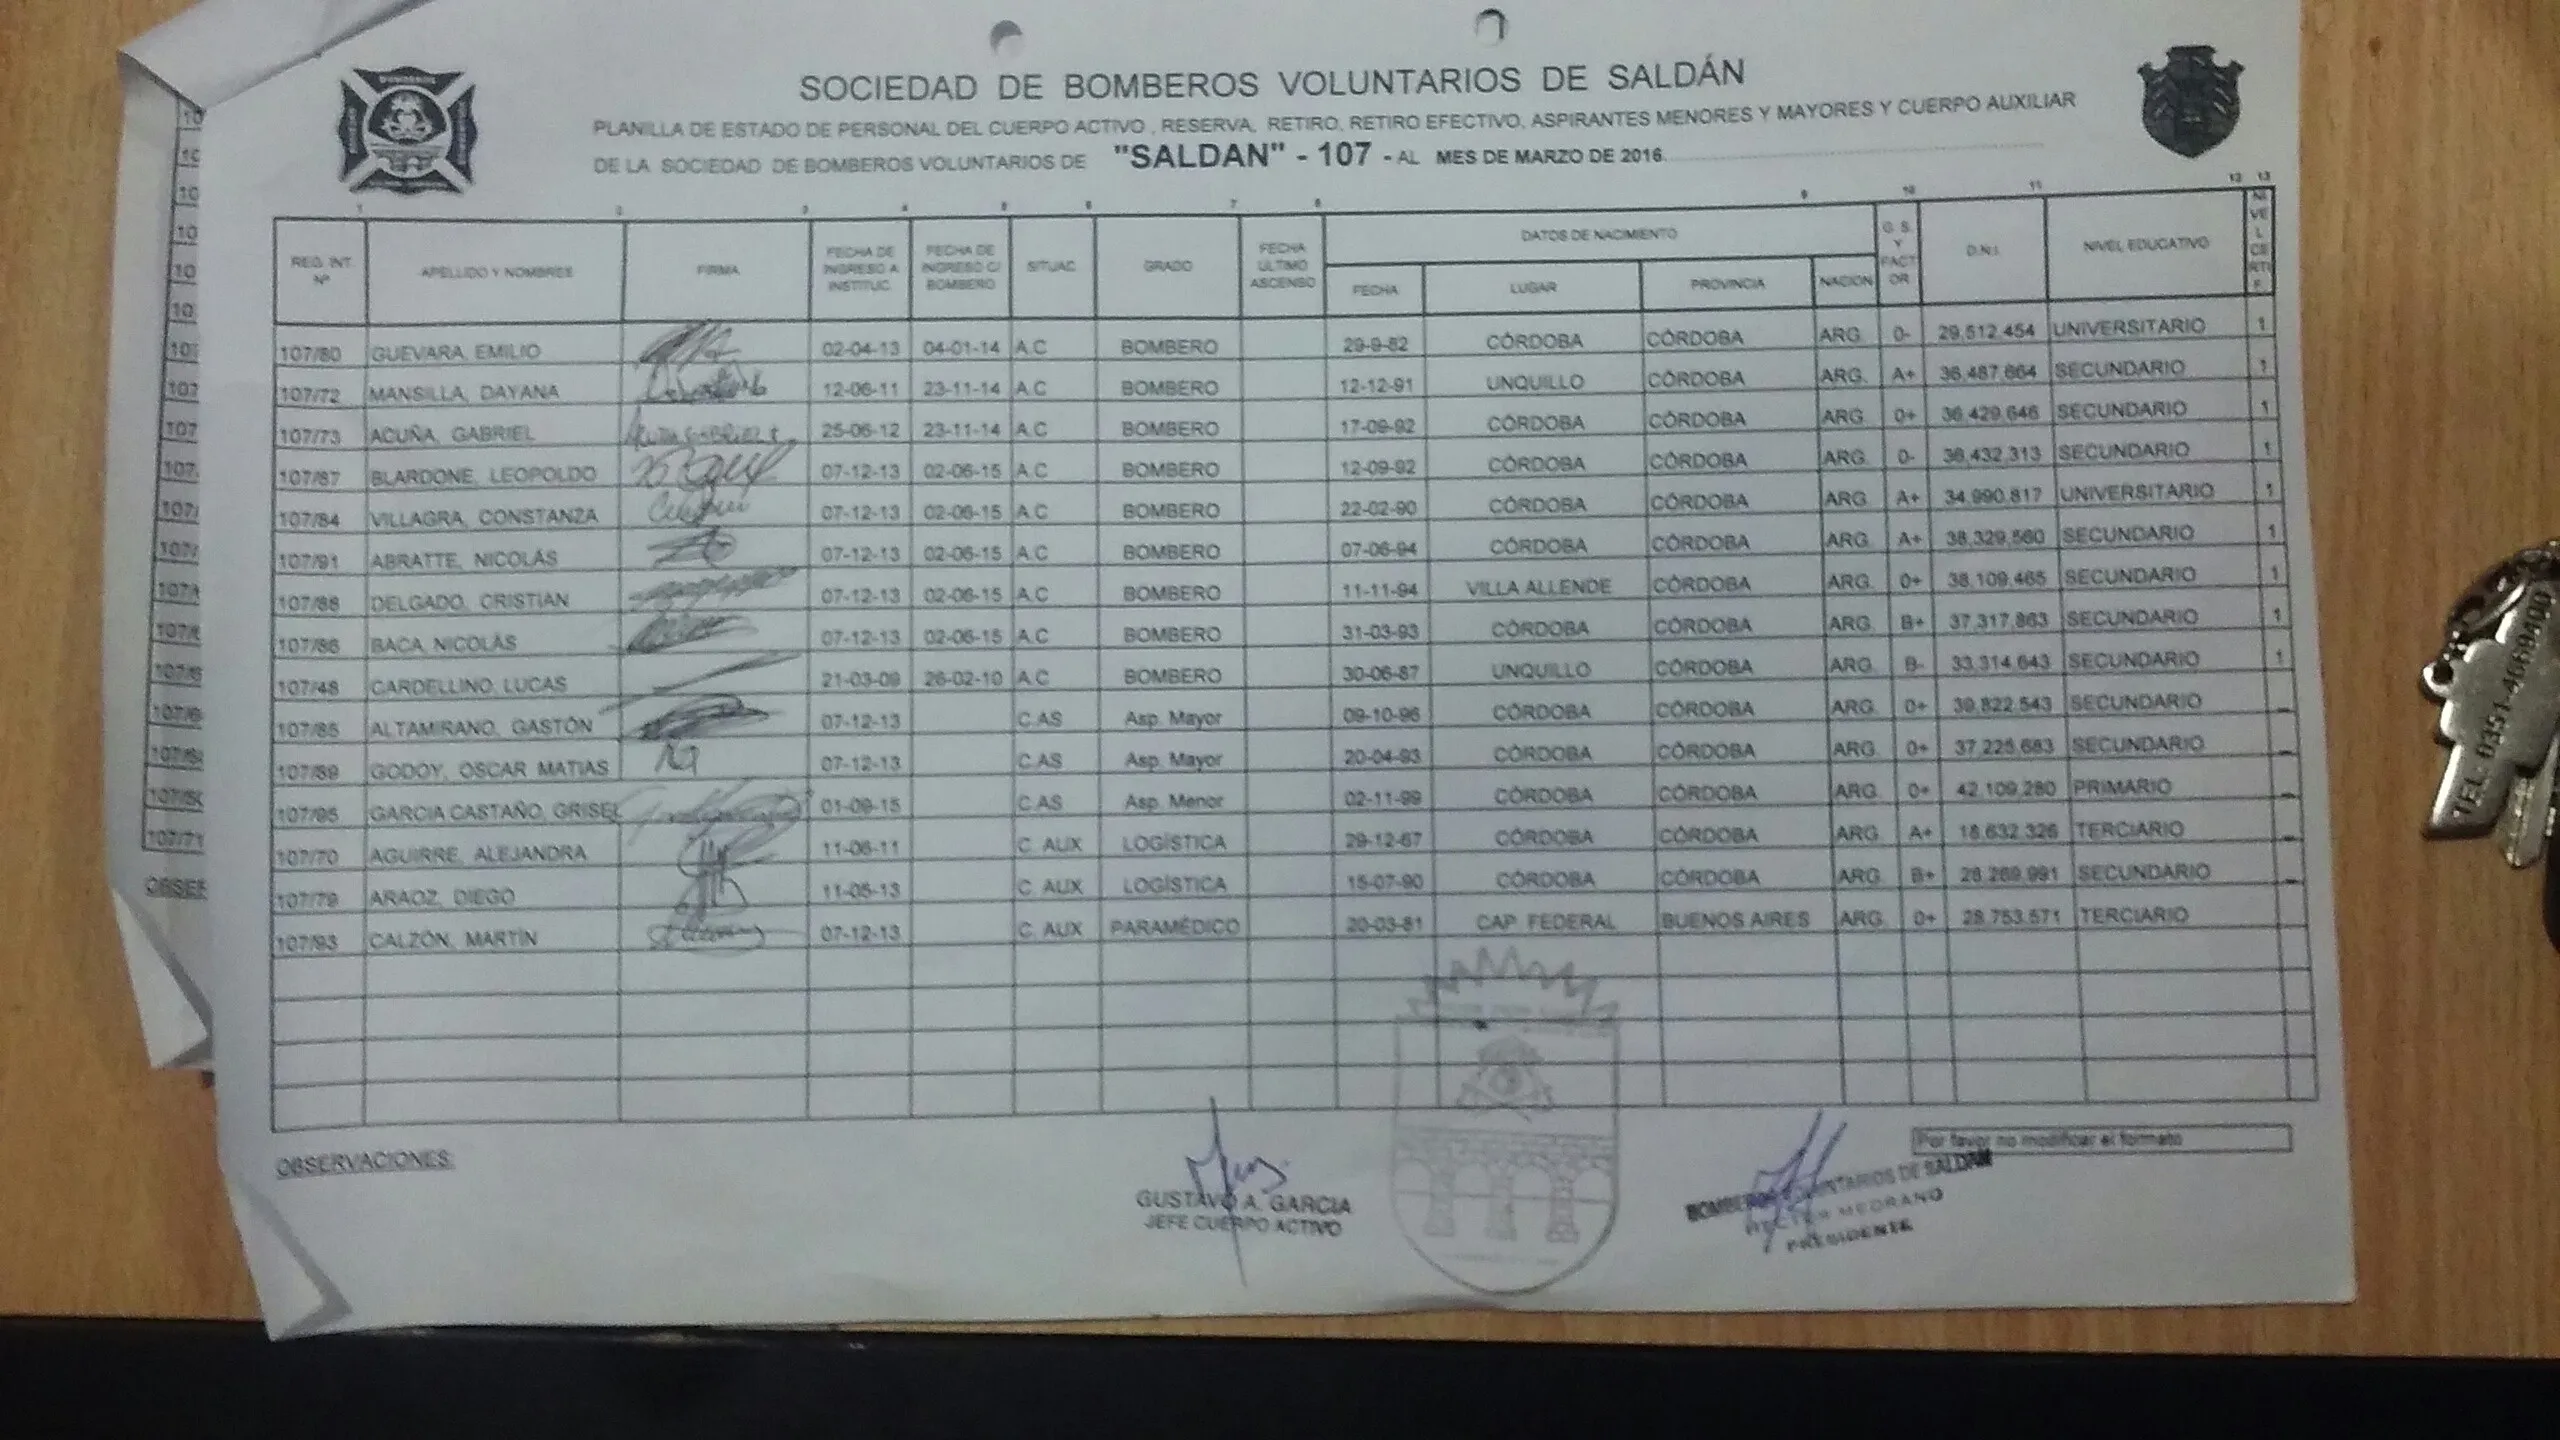 SOCIEDAD DE BOMBEROS VOLUNTARIOS DE SALDÁN
PLANILLA DE ESTADO DE PERSONAL DEL CUERPO ACTIVO , RESERVA, RETIRO, RETIRO EFECTIVO, ASPIRANTES MENORES Y MAYORES Y CUERPO AUXILIAR
DE LA SOCIEDAD DE BOMBEROS VOLUNTARIOS DE "SALDAN" - 107 - AL MES DE MARZO DE 2016.
1 2 3 4 5 6 7 8 9 10 11 12 13
REG. INT. Nº APELLIDO Y NOMBRES FIRMA FECHA DE INGRESO A INSTITUC. FECHA DE INGRESO C/ BOMBERO SITUAC. GRADO FECHA ULTIMO ASCENSO DATOS DE NACIMIENTO G. S. Y FACT OR D.N.I. NIVEL EDUCATIVO NI VE L CE RTI F.
FECHA LUGAR PROVINCIA NACION
107/80 GUEVARA, EMILIO 02-04-13 04-01-14 A.C BOMBERO 29-9-82 CÓRDOBA CÓRDOBA ARG. 0- 29.512.454 UNIVERSITARIO 1
107/72 MANSILLA, DAYANA 12-06-11 23-11-14 A.C BOMBERO 12-12-91 UNQUILLO CÓRDOBA ARG. A+ 36.487.664 SECUNDARIO 1
107/73 ACUÑA, GABRIEL 25-06-12 23-11-14 A.C BOMBERO 17-09-92 CÓRDOBA CÓRDOBA ARG. 0+ 36.429.646 SECUNDARIO 1
107/87 BLARDONE, LEOPOLDO 07-12-13 02-06-15 A.C BOMBERO 12-09-92 CÓRDOBA CÓRDOBA ARG. 0- 36.432.313 SECUNDARIO 1
107/84 VILLAGRA, CONSTANZA 07-12-13 02-06-15 A.C BOMBERO 22-02-90 CÓRDOBA CÓRDOBA ARG. A+ 34.990.817 UNIVERSITARIO 1
107/91 ABRATTE, NICOLÁS 07-12-13 02-06-15 A.C BOMBERO 07-06-94 CÓRDOBA CÓRDOBA ARG. A+ 38.329.560 SECUNDARIO 1
107/88 DELGADO, CRISTIAN 07-12-13 02-06-15 A.C BOMBERO 11-11-94 VILLA ALLENDE CÓRDOBA ARG. 0+ 38.109.465 SECUNDARIO 1
107/86 BACA, NICOLÁS 07-12-13 02-06-15 A.C BOMBERO 31-03-93 CÓRDOBA CÓRDOBA ARG. B+ 37.317.863 SECUNDARIO 1
107/48 CARDELLINO, LUCAS 21-03-09 26-02-10 A.C BOMBERO 30-06-87 UNQUILLO CÓRDOBA ARG. B- 33.314.643 SECUNDARIO 1
107/85 ALTAMIRANO, GASTÓN 07-12-13 C.AS Asp. Mayor 09-10-96 CÓRDOBA CÓRDOBA ARG. 0+ 39.822.543 SECUNDARIO _
107/89 GODOY, OSCAR MATIAS 07-12-13 C.AS Asp. Mayor 20-04-93 CÓRDOBA CÓRDOBA ARG. 0+ 37.225.683 SECUNDARIO _
107/95 GARCIA CASTAÑO, GRISEL 01-09-15 C.AS Asp. Menor 02-11-99 CÓRDOBA CÓRDOBA ARG. 0+ 42.109.280 PRIMARIO _
107/70 AGUIRRE, ALEJANDRA 11-06-11 C. AUX LOGÍSTICA 29-12-67 CÓRDOBA CÓRDOBA ARG. A+ 18.632.326 TERCIARIO _
107/79 ARAOZ, DIEGO 11-05-13 C. AUX LOGÍSTICA 15-07-90 CÓRDOBA CÓRDOBA ARG. B+ 28.269.991 SECUNDARIO _
107/93 CALZÓN, MARTÍN 07-12-13 C. AUX PARAMÉDICO 20-03-81 CAP. FEDERAL BUENOS AIRES ARG. 0+ 28.753.571 TERCIARIO
OBSERVACIONES:
Por favor no modificar el formato
GUSTAVO A. GARCIA
JEFE CUERPO ACTIVO
BOMBEROS VOLUNTARIOS DE SALDAN
HECTER MEDRANO
PRESIDENTE
TEL. 0351-4669400